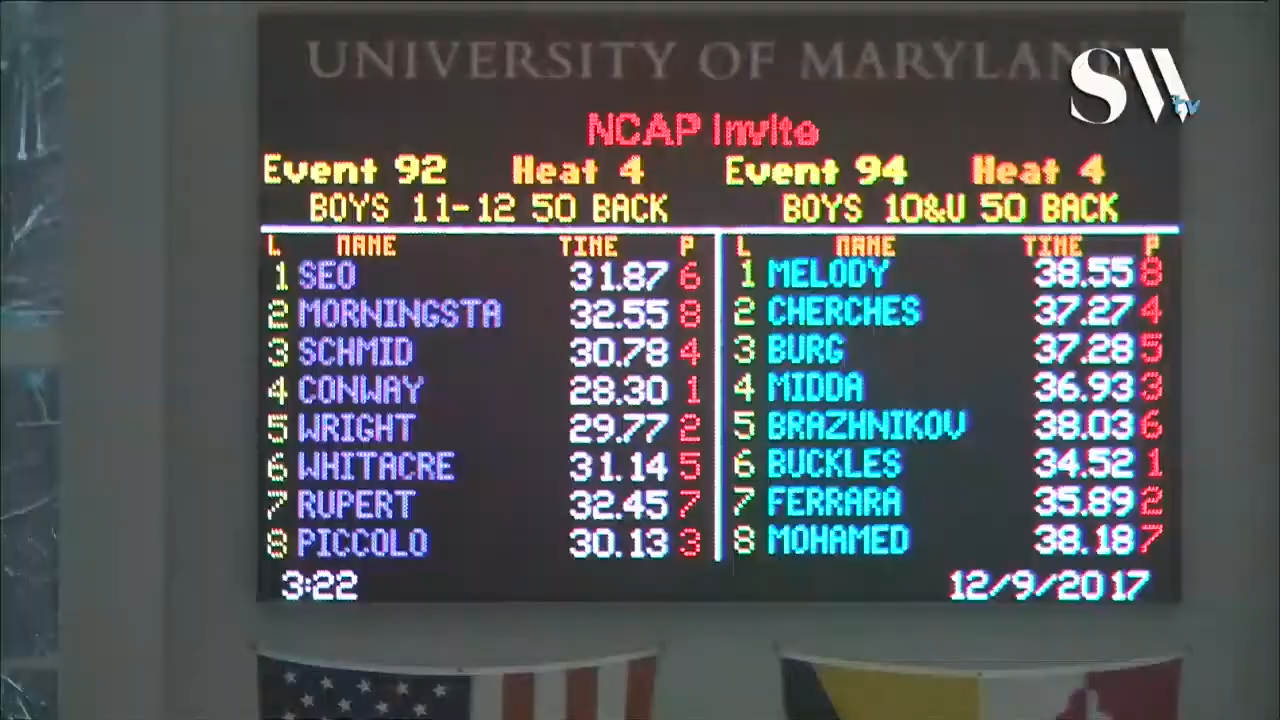 UNIVERSITY OF MARYLAND
SW
tv
NCAP Invite
Event 92 Heat 4 Event 94 Heat 4
BOYS 11-12 50 BACK BOYS 10&U 50 BACK
L NAME TIME P L NAME TIME P
1 SEO 31.87 6 1 MELODY 38.55 8
2 MORNINGSTA 32.55 8 2 CHERCHES 37.27 4
3 SCHMID 30.78 4 3 BURG 37.28 5
4 CONWAY 28.30 1 4 MIDDA 36.93 3
5 WRIGHT 29.77 2 5 BRAZHNIKOV 38.03 6
6 WHITACRE 31.14 5 6 BUCKLES 34.52 1
7 RUPERT 32.45 7 7 FERRARA 35.89 2
8 PICCOLO 30.13 3 8 MOHAMED 38.18 7
3:22 12/9/2017